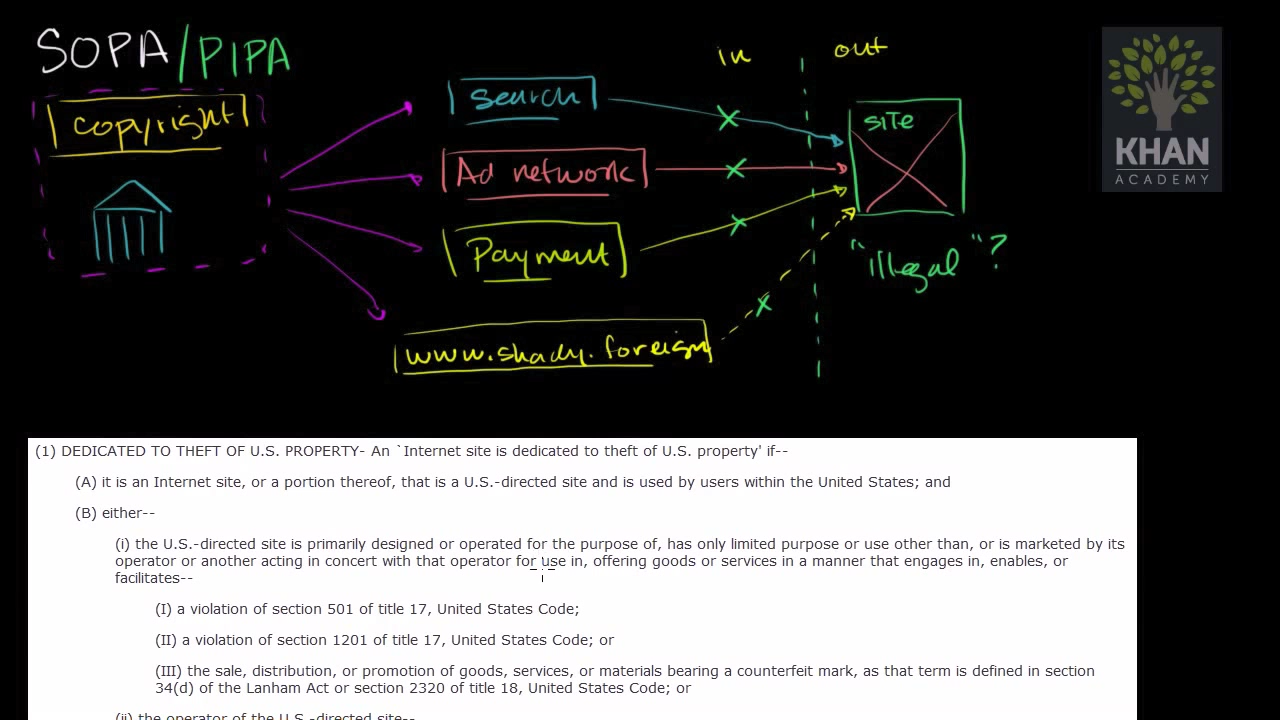 SOPA/PIPA
in
out
copyright
search
site
KHAN
ACADEMY
Ad network
Payment
"illegal"?
www.shady.foreign
(1) DEDICATED TO THEFT OF U.S. PROPERTY- An `Internet site is dedicated to theft of U.S. property' if--
(A) it is an Internet site, or a portion thereof, that is a U.S.-directed site and is used by users within the United States; and
(B) either--
(i) the U.S.-directed site is primarily designed or operated for the purpose of, has only limited purpose or use other than, or is marketed by its
operator or another acting in concert with that operator for use in, offering goods or services in a manner that engages in, enables, or
facilitates--
(I) a violation of section 501 of title 17, United States Code;
(II) a violation of section 1201 of title 17, United States Code; or
(III) the sale, distribution, or promotion of goods, services, or materials bearing a counterfeit mark, as that term is defined in section
34(d) of the Lanham Act or section 2320 of title 18, United States Code; or
(ii) the operator of the U.S.-directed site--